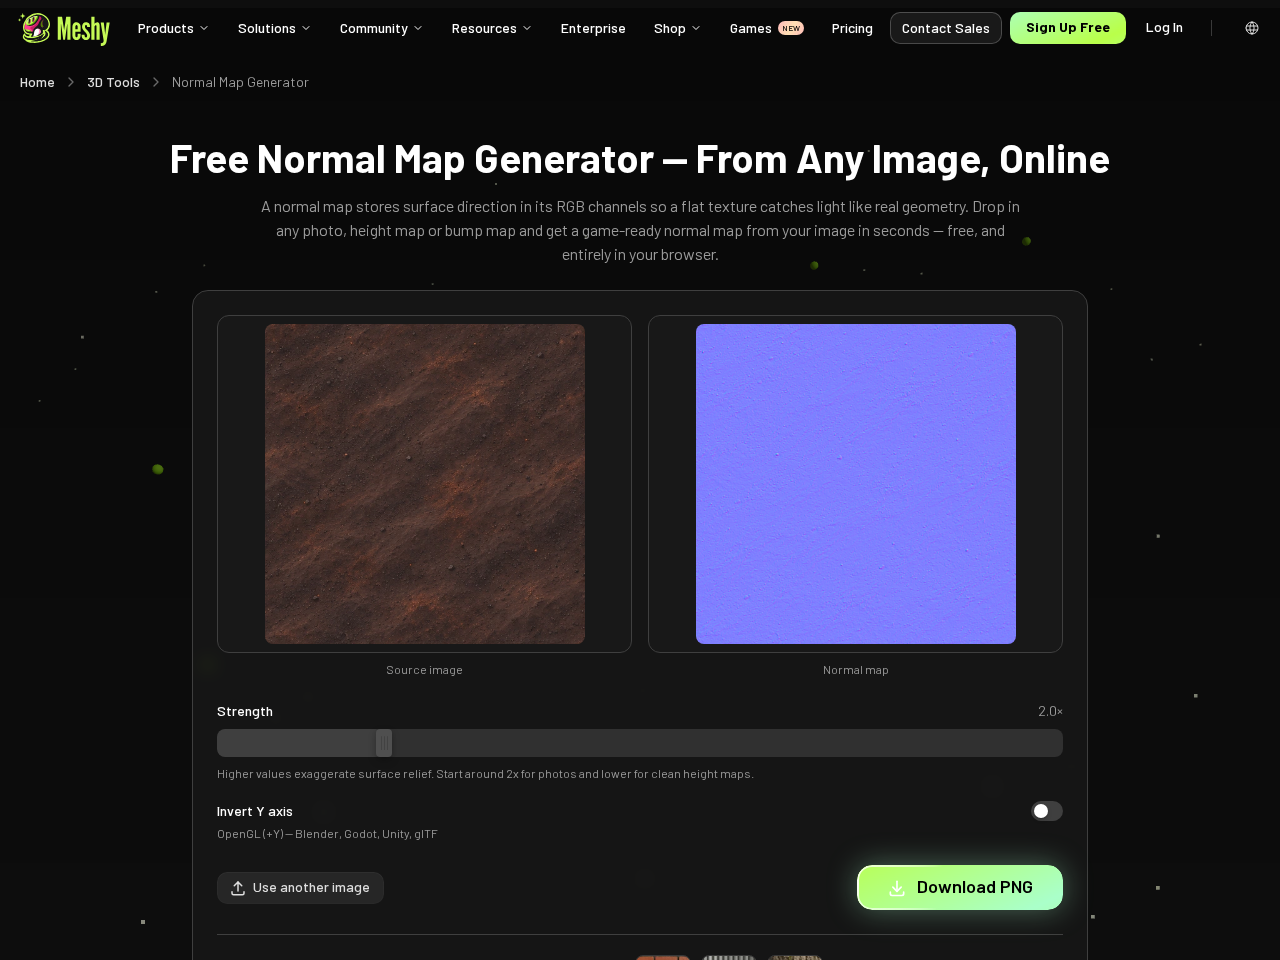 Meshy
Products
Solutions
Community
Resources
Enterprise
Shop
Games NEW
Pricing
Contact Sales
Sign Up Free
Log In
Home > 3D Tools > Normal Map Generator
Free Normal Map Generator — From Any Image, Online
A normal map stores surface direction in its RGB channels so a flat texture catches light like real geometry. Drop in
any photo, height map or bump map and get a game-ready normal map from your image in seconds — free, and
entirely in your browser.
Source image
Normal map
Strength
2.0×
Higher values exaggerate surface relief. Start around 2x for photos and lower for clean height maps.
Invert Y axis
OpenGL (+Y) — Blender, Godot, Unity, glTF
Use another image
Download PNG